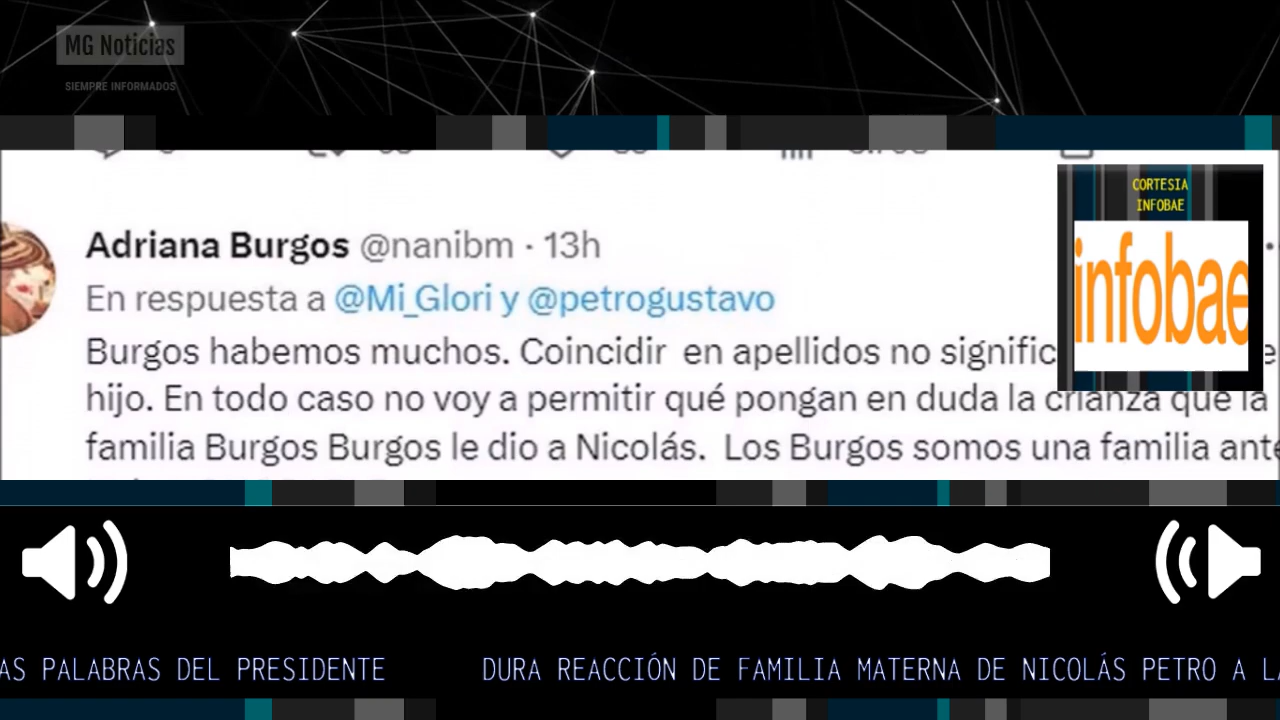 MG Noticias
SIEMPRE INFORMADOS
CORTESIA
INFOBAE
infobae
Adriana Burgos @nanibm · 13h
En respuesta a @Mi_Glori y @petrogustavo
Burgos habemos muchos. Coincidir en apellidos no signific
hijo. En todo caso no voy a permitir qué pongan en duda la crianza que la
familia Burgos Burgos le dio a Nicolás. Los Burgos somos una familia ante
AS PALABRAS DEL PRESIDENTE DURA REACCIÓN DE FAMILIA MATERNA DE NICOLÁS PETRO A LA